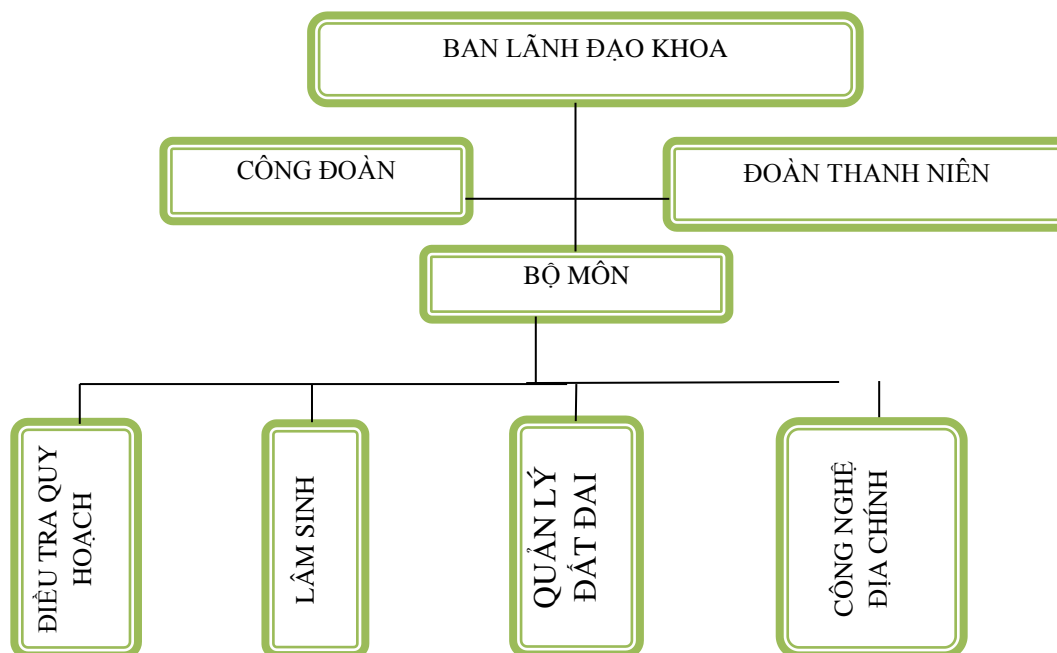 BAN LÃNH ĐẠO KHOA
CÔNG ĐOÀN
ĐOÀN THANH NIÊN
BỘ MÔN
ĐIỀU TRA QUY
HOẠCH
LÂM SINH
QUẢN LÝ
ĐẤT ĐAI
CÔNG NGHỆ
ĐỊA CHÍNH